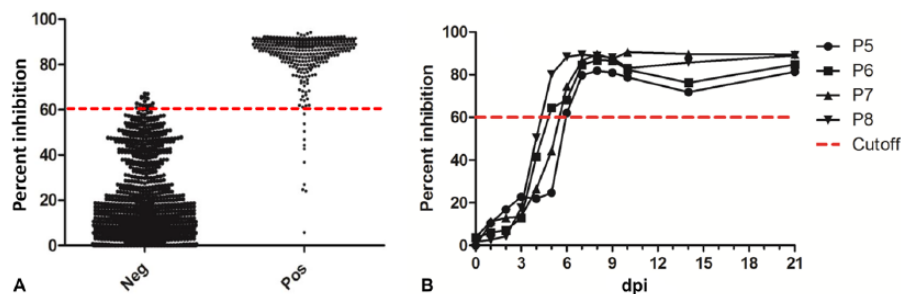 Percent inhibition
100
80
60
40
20
0
Neg
Pos
A
Percent inhibition
100
80
60
40
20
0
0
3
6
9
12
15
18
21
dpi
P5
P6
P7
P8
Cutoff
B